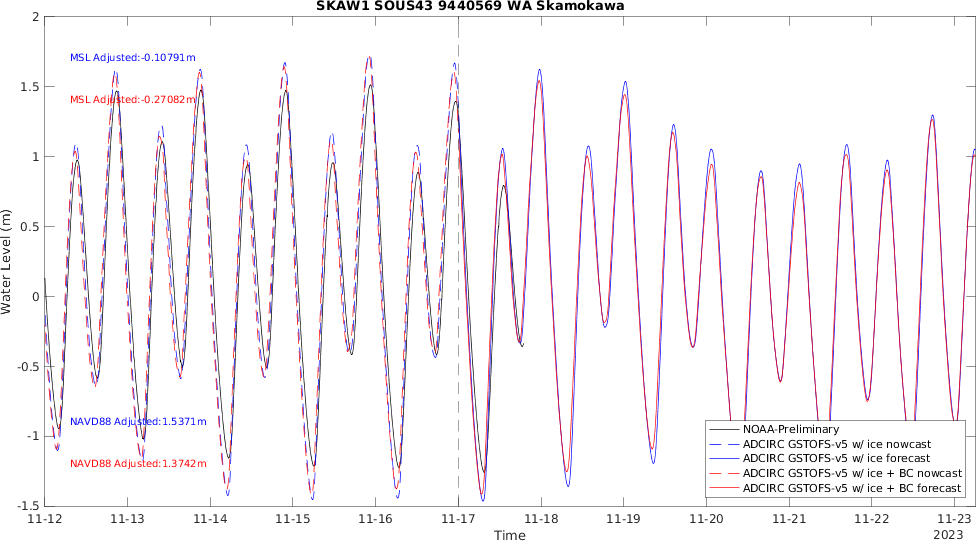 SKAW1 SOUS43 9440569 WA Skamokawa
2
1.5
1
0.5
0
-0.5
-1
-1.5
Water Level (m)
MSL Adjusted:-0.10791m
MSL Adjusted:-0.27082m
NAVD88 Adjusted:1.5371m
NAVD88 Adjusted:1.3742m
NOAA-Preliminary
ADCIRC GSTOFS-v5 w/ ice nowcast
ADCIRC GSTOFS-v5 w/ ice forecast
ADCIRC GSTOFS-v5 w/ ice + BC nowcast
ADCIRC GSTOFS-v5 w/ ice + BC forecast
11-12 11-13 11-14 11-15 11-16 11-17 11-18 11-19 11-20 11-21 11-22 11-23
Time
2023